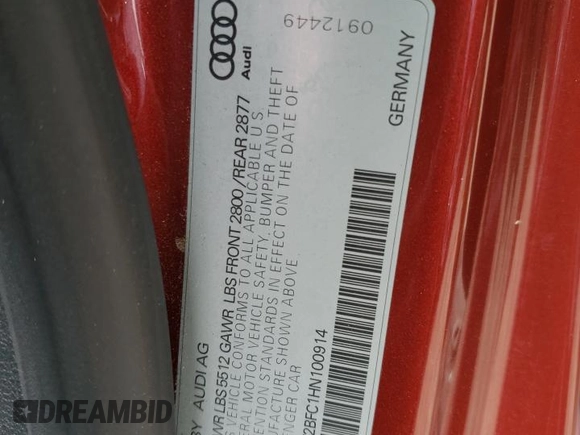 BY AUDI AG
WR LBS 5512 GAWR LBS FRONT 2800 /REAR 2877
VEHICLE CONFORMS TO ALL APPLICABLE U S
ERAL MOTOR VEHICLE SAFETY, BUMPER AND THEFT
ENTION STANDARDS IN EFFECT ON THE DATE OF
UFACTURE SHOWN ABOVE
NGER CAR
2BFC1HN100914
Audi
0912449
GERMANY
DREAMBID